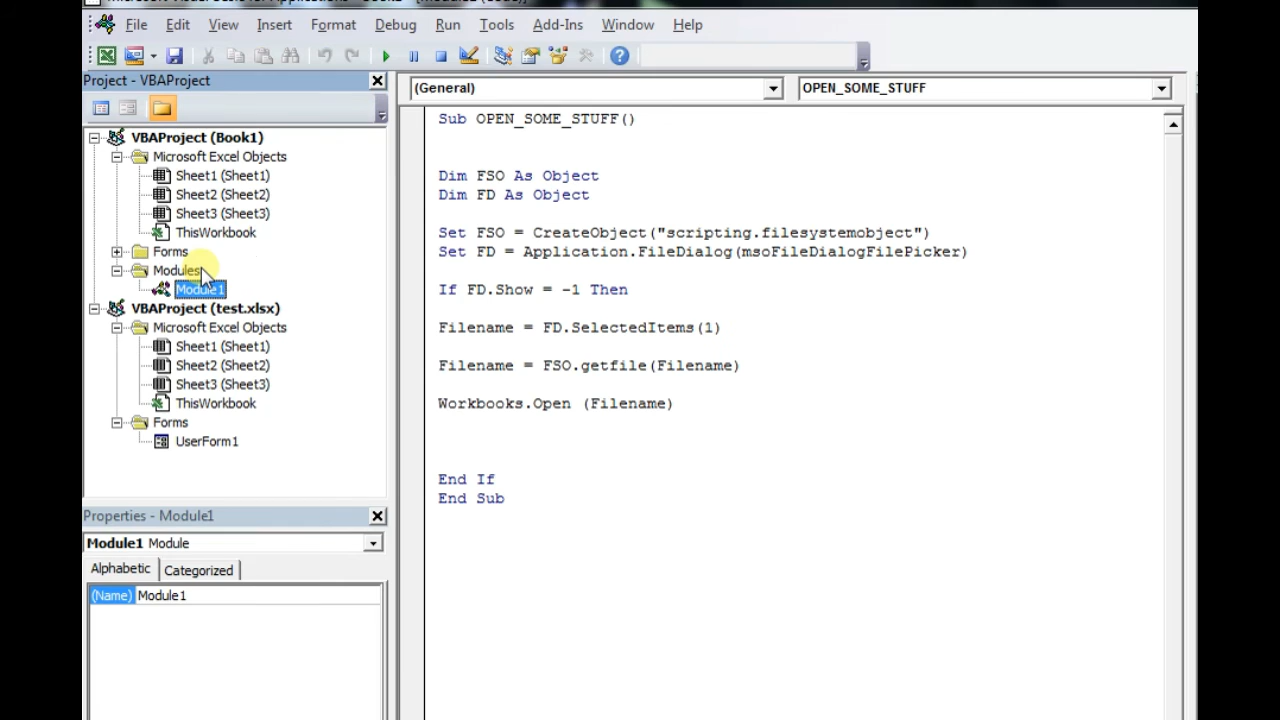 File Edit View Insert Format Debug Run Tools Add-Ins Window Help
Project - VBAProject
VBAProject (Book1)
Microsoft Excel Objects
Sheet1 (Sheet1)
Sheet2 (Sheet2)
Sheet3 (Sheet3)
ThisWorkbook
Forms
Modules
Module1
VBAProject (test.xlsx)
Microsoft Excel Objects
Sheet1 (Sheet1)
Sheet2 (Sheet2)
Sheet3 (Sheet3)
ThisWorkbook
Forms
UserForm1
Properties - Module1
Module1 Module
Alphabetic Categorized
(Name) Module1
(General) OPEN_SOME_STUFF
Sub OPEN_SOME_STUFF()
Dim FSO As Object
Dim FD As Object
Set FSO = CreateObject("scripting.filesystemobject")
Set FD = Application.FileDialog(msoFileDialogFilePicker)
If FD.Show = -1 Then
Filename = FD.SelectedItems(1)
Filename = FSO.getfile(Filename)
Workbooks.Open (Filename)
End If
End Sub